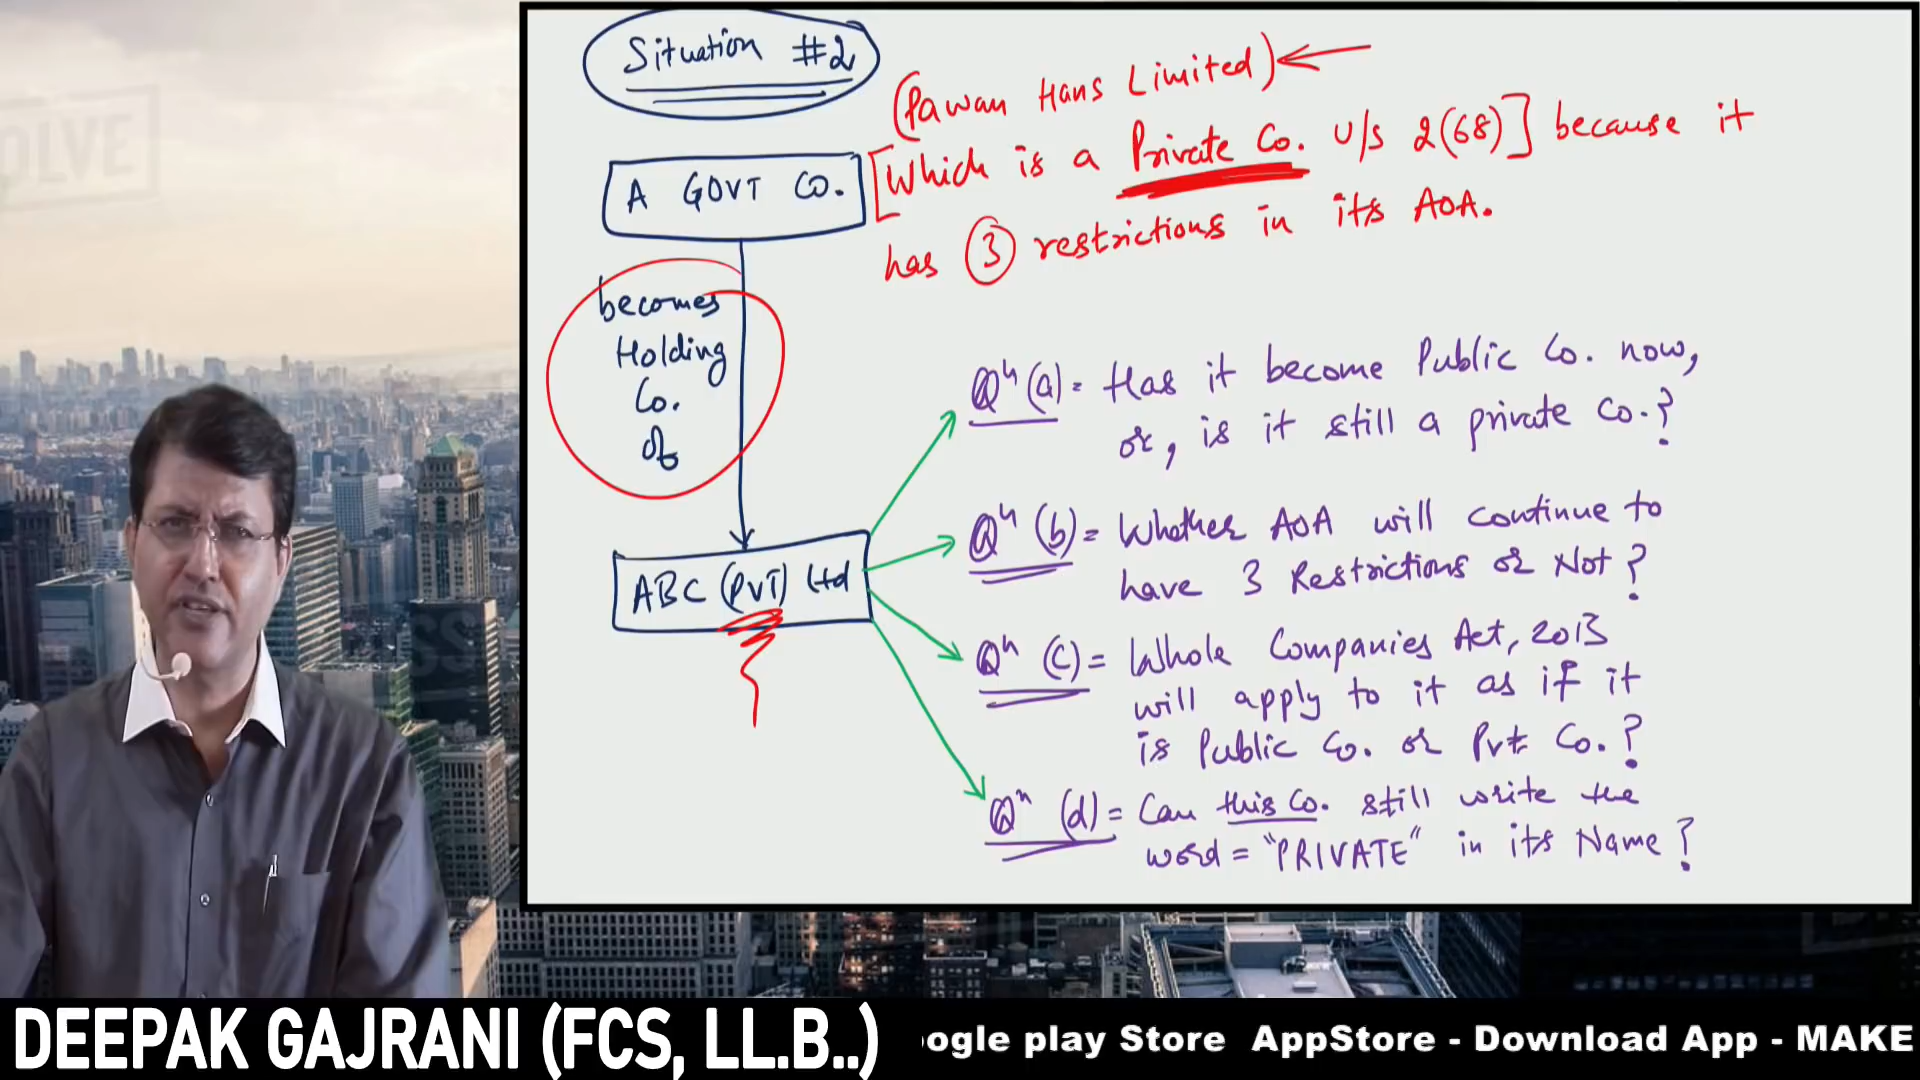 Situation #2
(Pawan Hans Limited)
A GOVT CO.
[Which is a Private Co. U/S 2(68)] because it
has 3 restrictions in its AOA.
becomes
Holding
Co.
of
ABC (PVT) Ltd
Qn (a) = Has it become Public Co. now,
or, is it still a private Co.?
Qn (b) = Whether AOA will continue to
have 3 Restrictions or Not?
Qn (c) = Whole Companies Act, 2013
will apply to it as if it
is Public Co. or Pvt Co.?
Qn (d) = Can this Co. still write the
word = "PRIVATE" in its Name?
OLVE
DEEPAK GAJRANI (FCS, LL.B..)
ogle play Store AppStore - Download App - MAKE